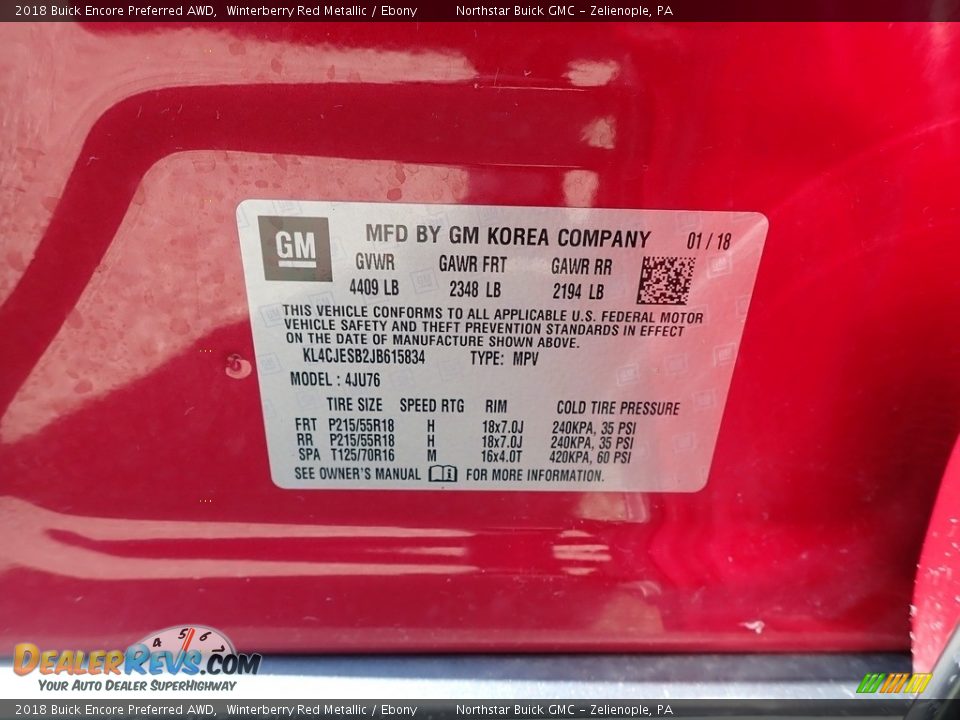 2018 Buick Encore Preferred AWD, Winterberry Red Metallic / Ebony Northstar Buick GMC - Zelienople, PA
GM MFD BY GM KOREA COMPANY 01 / 18
GVWR GAWR FRT GAWR RR
4409 LB 2348 LB 2194 LB
THIS VEHICLE CONFORMS TO ALL APPLICABLE U.S. FEDERAL MOTOR
VEHICLE SAFETY AND THEFT PREVENTION STANDARDS IN EFFECT
ON THE DATE OF MANUFACTURE SHOWN ABOVE.
KL4CJESB2JB615834 TYPE: MPV
MODEL : 4JU76
TIRE SIZE SPEED RTG RIM COLD TIRE PRESSURE
FRT P215/55R18 H 18x7.0J 240KPA, 35 PSI
RR P215/55R18 H 18x7.0J 240KPA, 35 PSI
SPA T125/70R16 M 16x4.0T 420KPA, 60 PSI
SEE OWNER'S MANUAL FOR MORE INFORMATION.
4 5 6 7
DealerRevs.com
Your Auto Dealer SuperHighway
2018 Buick Encore Preferred AWD, Winterberry Red Metallic / Ebony Northstar Buick GMC - Zelienople, PA